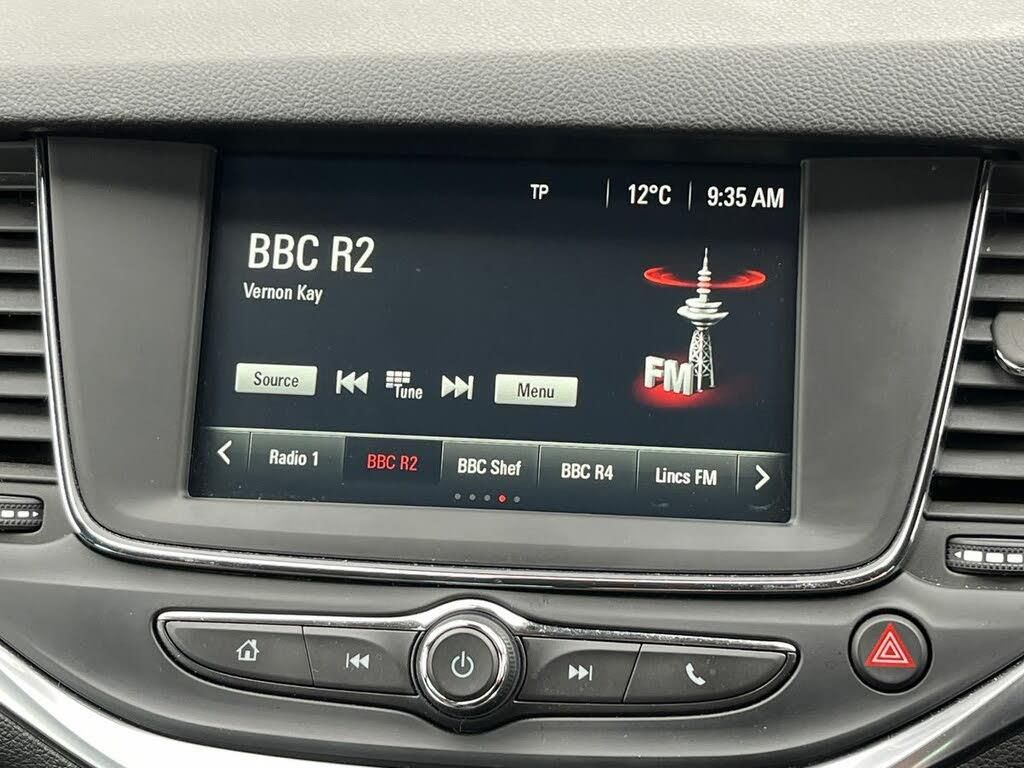 TP
12°C
9:35 AM
BBC R2
Vernon Kay
FM
Source
Tune
Menu
Radio 1
BBC R2
BBC Shef
BBC R4
Lincs FM